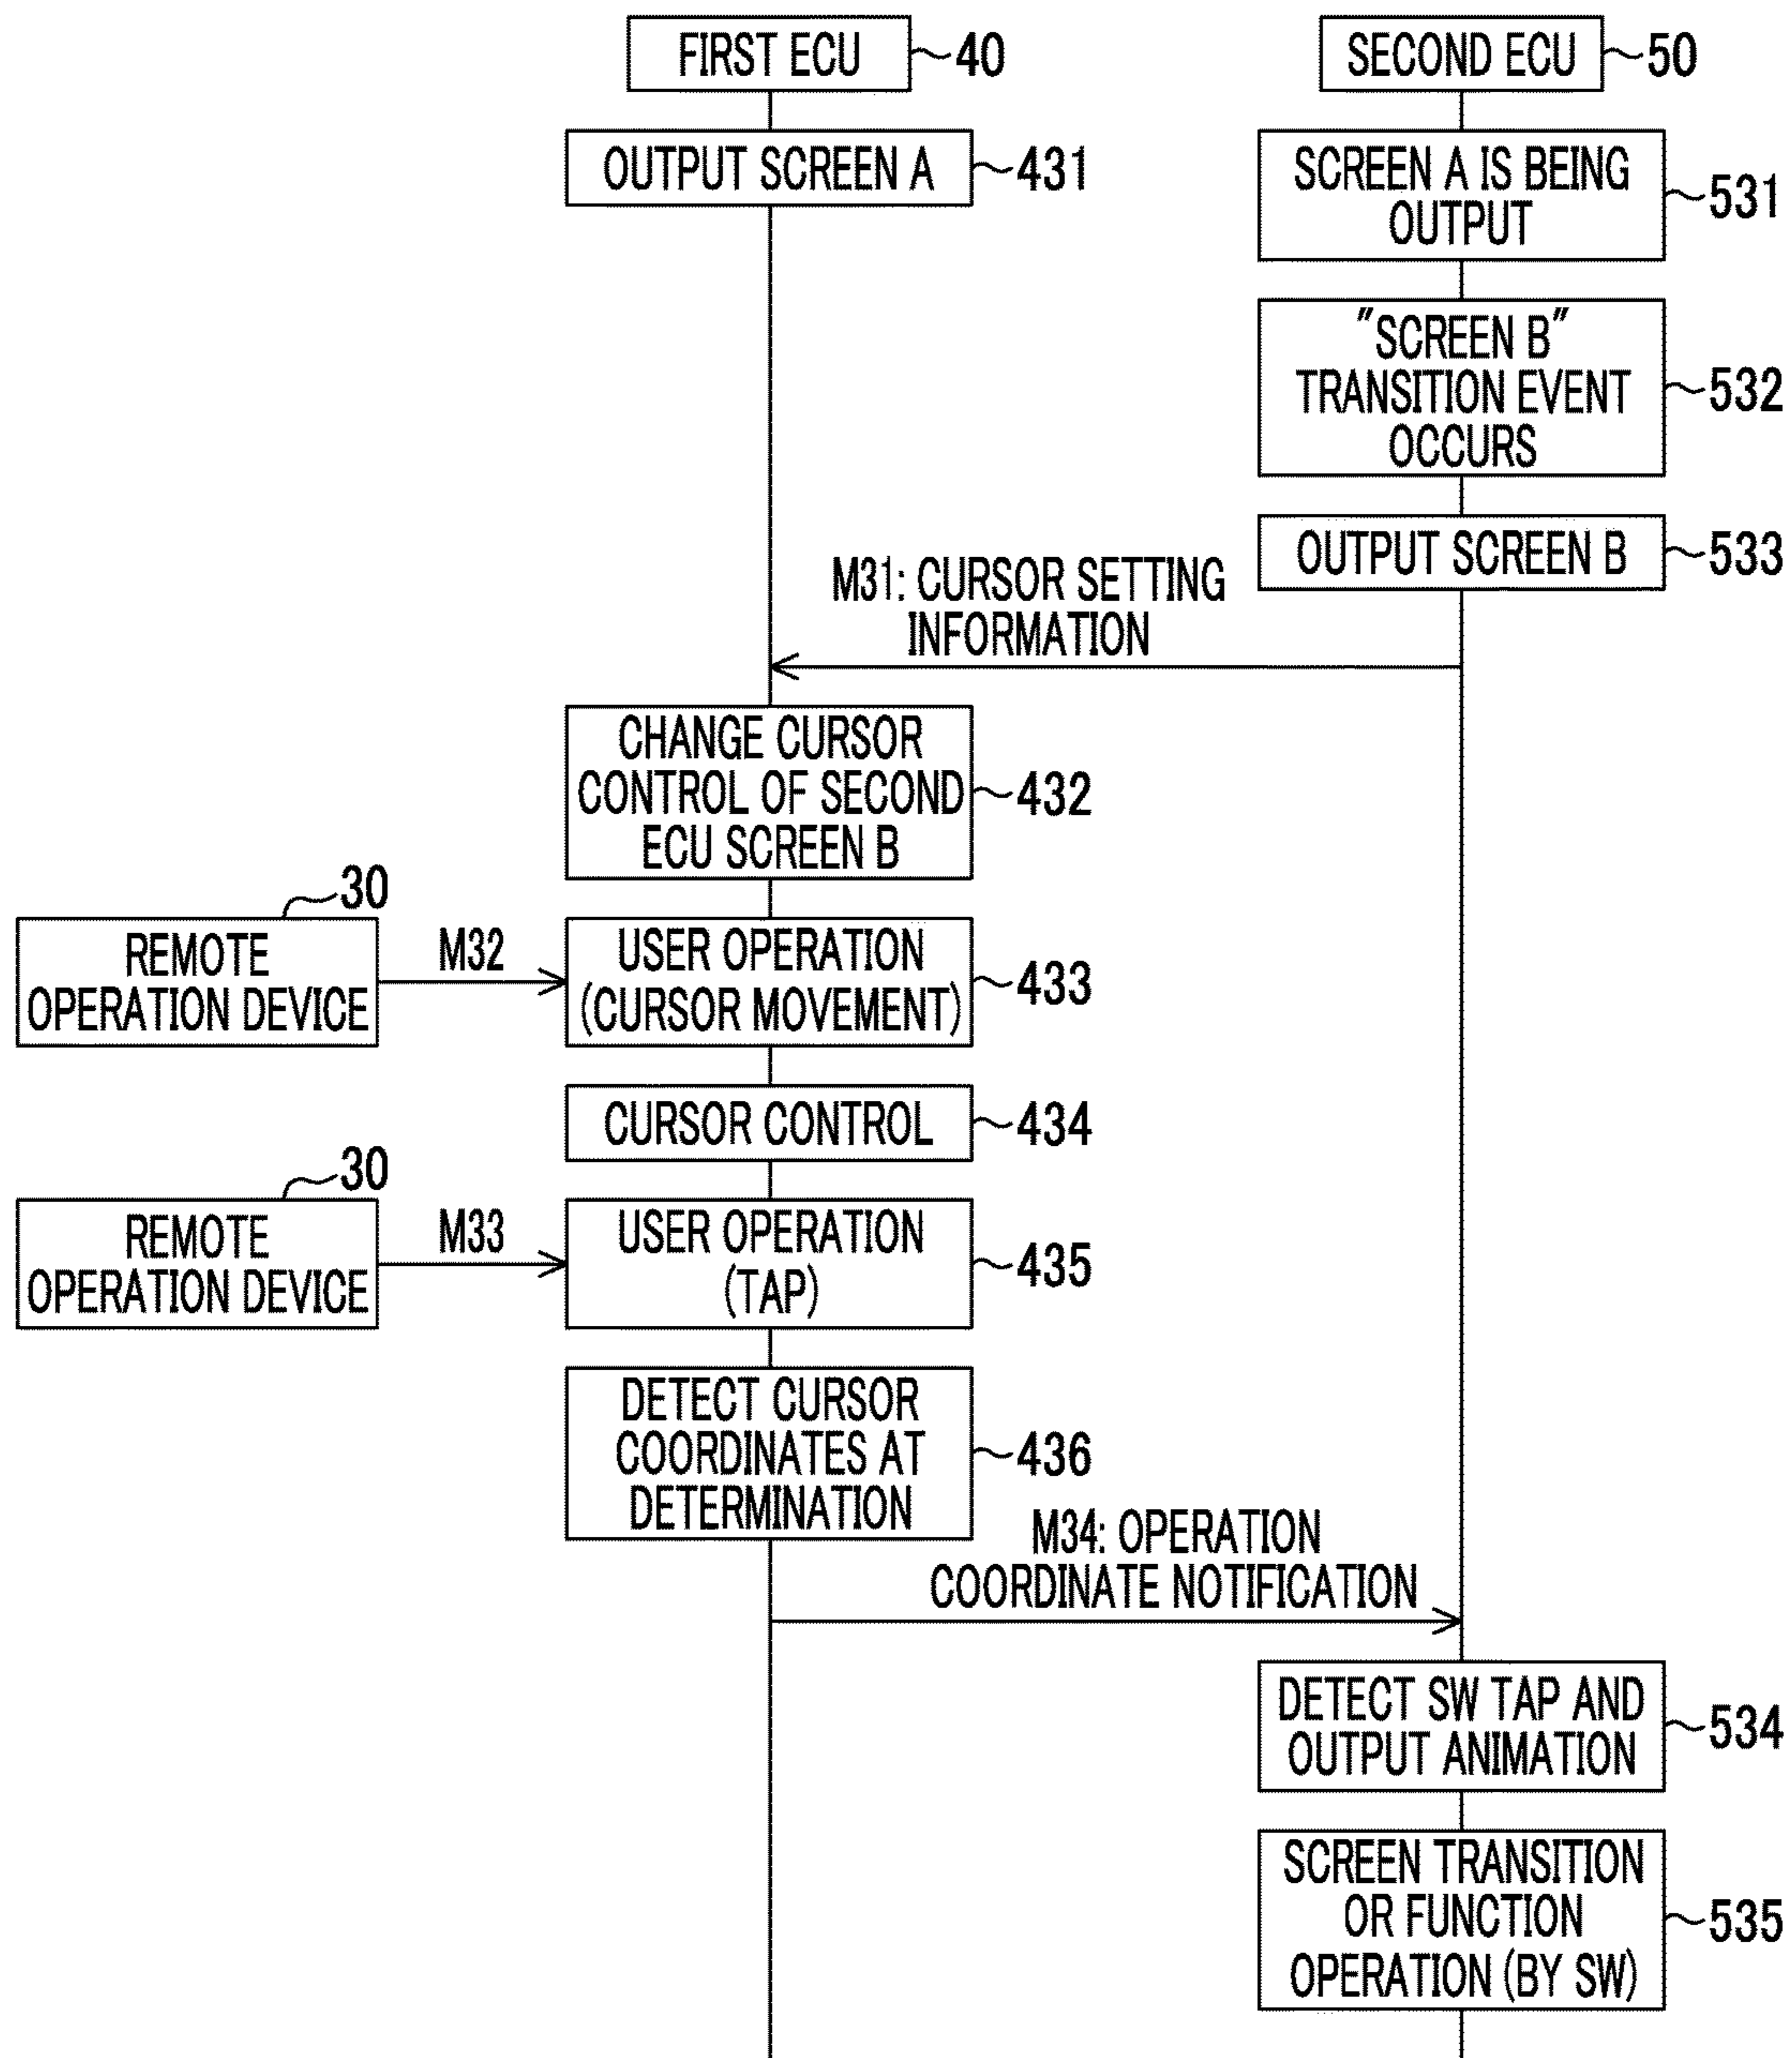 FIRST ECU
40
SECOND ECU
50
OUTPUT SCREEN A
431
SCREEN A IS BEING
OUTPUT
531
"SCREEN B"
TRANSITION EVENT
OCCURS
532
OUTPUT SCREEN B
533
M31: CURSOR SETTING
INFORMATION
CHANGE CURSOR
CONTROL OF SECOND
ECU SCREEN B
432
30
REMOTE
OPERATION DEVICE
M32
USER OPERATION
(CURSOR MOVEMENT)
433
CURSOR CONTROL
434
30
REMOTE
OPERATION DEVICE
M33
USER OPERATION
(TAP)
435
DETECT CURSOR
COORDINATES AT
DETERMINATION
436
M34: OPERATION
COORDINATE NOTIFICATION
DETECT SW TAP AND
OUTPUT ANIMATION
534
SCREEN TRANSITION
OR FUNCTION
OPERATION (BY SW)
535